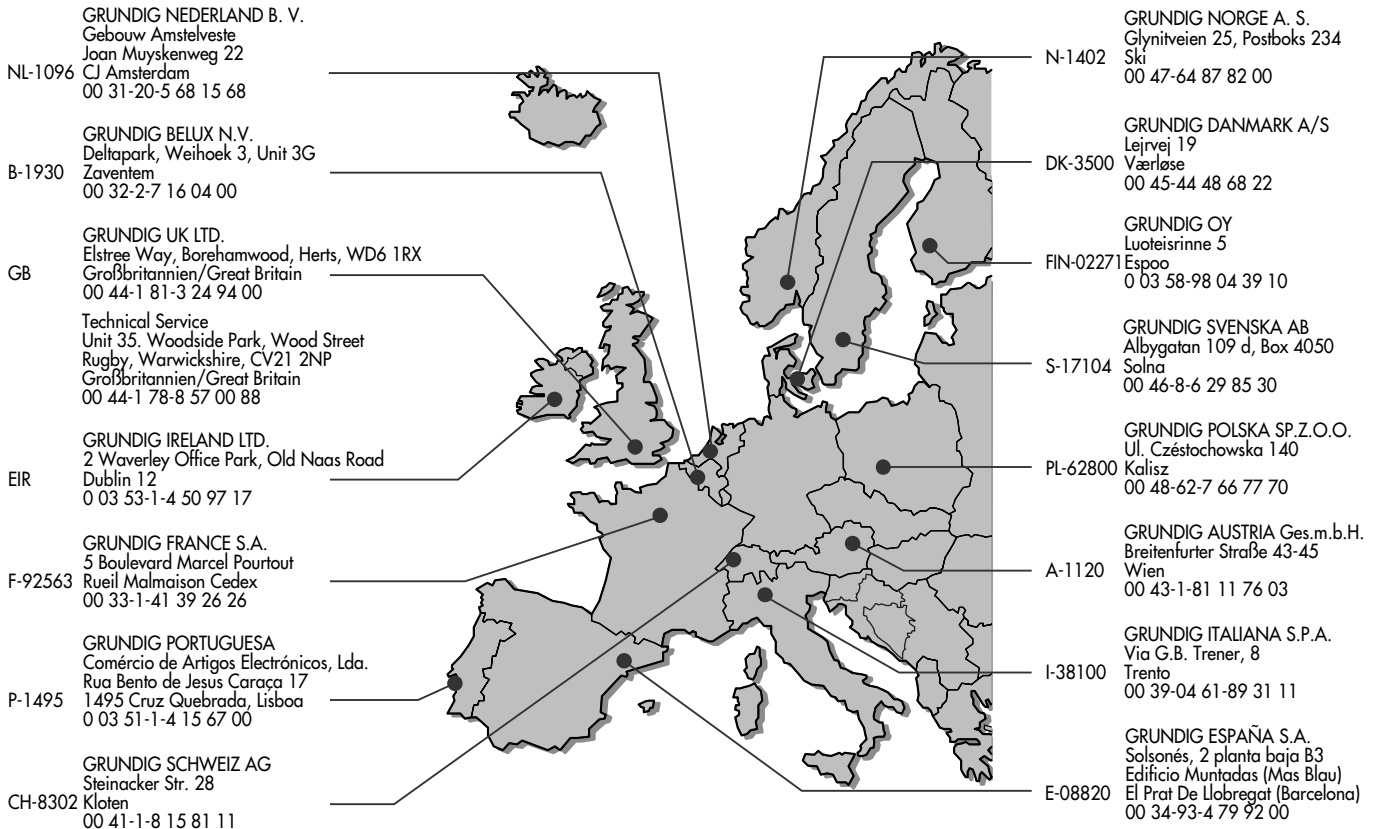 GRUNDIG NEDERLAND B. V.
Gebouw Amstelveste
Joan Muyskenweg 22
NL-1096 CJ Amsterdam
00 31-20-5 68 15 68
GRUNDIG BELUX N.V.
Deltapark, Weihoek 3, Unit 3G
B-1930 Zaventem
00 32-2-7 16 04 00
GRUNDIG UK LTD.
Elstree Way, Borehamwood, Herts, WD6 1RX
GB Großbritannien/Great Britain
00 44-1 81-3 24 94 00
Technical Service
Unit 35. Woodside Park, Wood Street
Rugby, Warwickshire, CV21 2NP
Großbritannien/Great Britain
00 44-1 78-8 57 00 88
GRUNDIG IRELAND LTD.
2 Waverley Office Park, Old Naas Road
EIR Dublin 12
0 03 53-1-4 50 97 17
GRUNDIG FRANCE S.A.
5 Boulevard Marcel Pourtout
F-92563 Rueil Malmaison Cedex
00 33-1-41 39 26 26
GRUNDIG PORTUGUESA
Comércio de Artigos Electrónicos, Lda.
Rua Bento de Jesus Caraça 17
P-1495 1495 Cruz Quebrada, Lisboa
0 03 51-1-4 15 67 00
GRUNDIG SCHWEIZ AG
Steinacker Str. 28
CH-8302 Kloten
00 41-1-8 15 81 11
GRUNDIG NORGE A. S.
Glynitveien 25, Postboks 234
N-1402 Ski
00 47-64 87 82 00
GRUNDIG DANMARK A/S
Lejrvej 19
DK-3500 Værløse
00 45-44 48 68 22
GRUNDIG OY
Luoteisrinne 5
FIN-02271 Espoo
0 03 58-98 04 39 10
GRUNDIG SVENSKA AB
Albygatan 109 d, Box 4050
S-17104 Solna
00 46-8-6 29 85 30
GRUNDIG POLSKA SP.Z.O.O.
Ul. Czéstochowska 140
PL-62800 Kalisz
00 48-62-7 66 77 70
GRUNDIG AUSTRIA Ges.m.b.H.
Breitenfurter Straße 43-45
A-1120 Wien
00 43-1-81 11 76 03
GRUNDIG ITALIANA S.P.A.
Via G.B. Trener, 8
I-38100 Trento
00 39-04 61-89 31 11
GRUNDIG ESPAÑA S.A.
Solsonés, 2 planta baja B3
Edificio Muntadas (Mas Blau)
E-08820 El Prat De Llobregat (Barcelona)
00 34-93-4 79 92 00